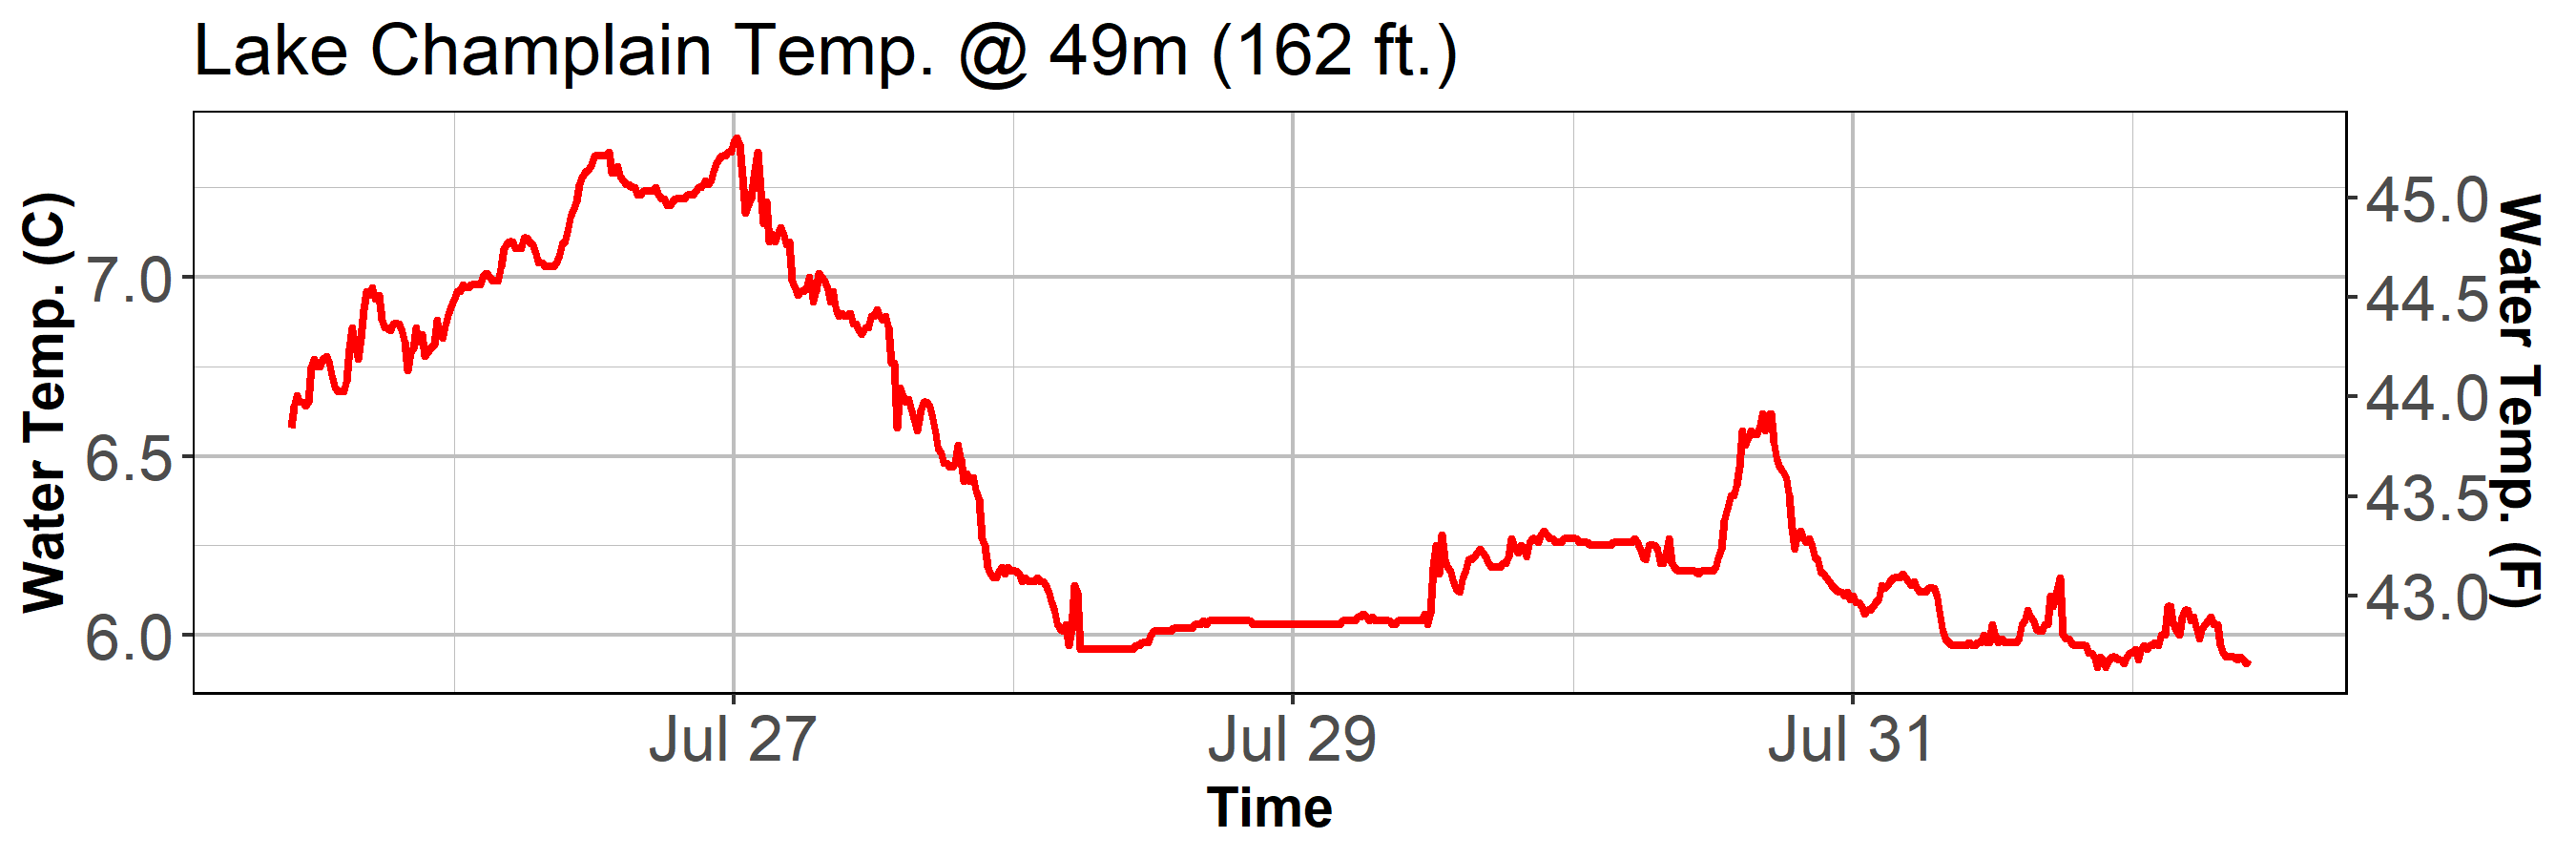 Lake Champlain Temp. @ 49m (162 ft.)
Water Temp. (C)
7.0
6.5
6.0
45.0
44.5
44.0
43.5
43.0
Water Temp. (F)
Jul 27
Jul 29
Jul 31
Time